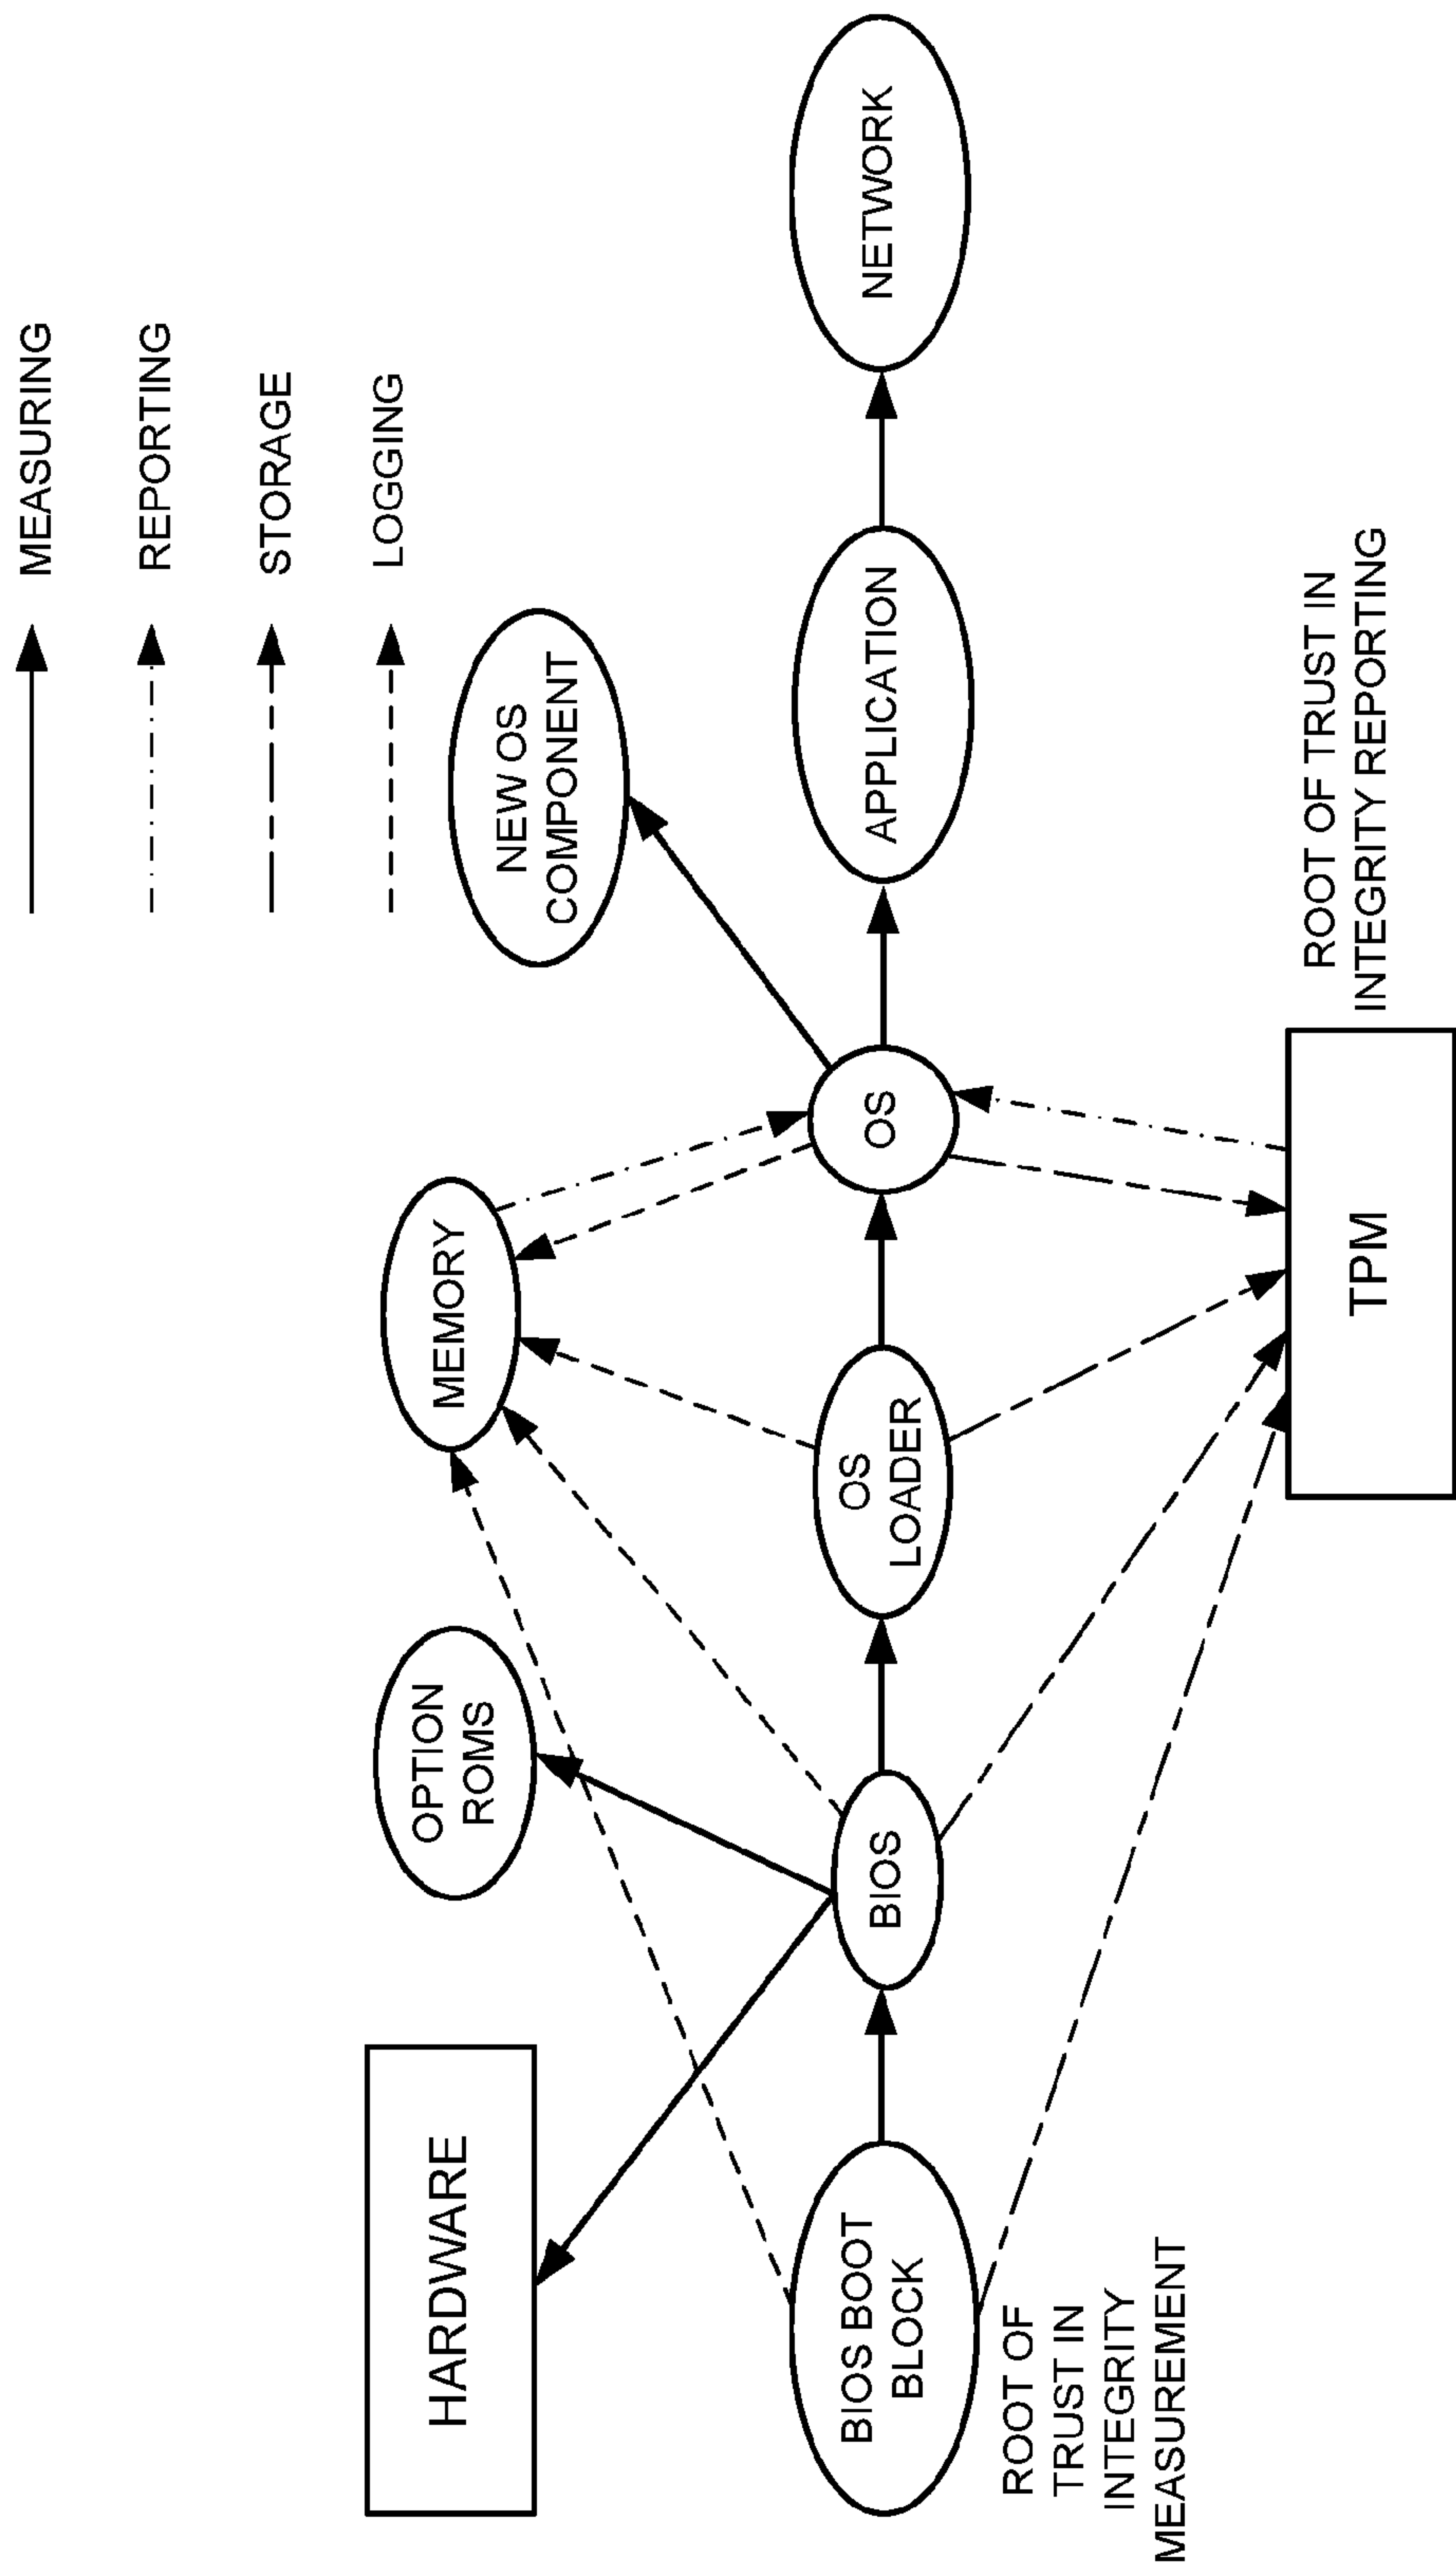 MEASURING
REPORTING
STORAGE
LOGGING
HARDWARE
OPTION
ROMS
MEMORY
NEW OS
COMPONENT
BIOS BOOT
BLOCK
BIOS
OS
LOADER
OS
APPLICATION
NETWORK
ROOT OF
TRUST IN
INTEGRITY
MEASUREMENT
TPM
ROOT OF TRUST IN
INTEGRITY REPORTING